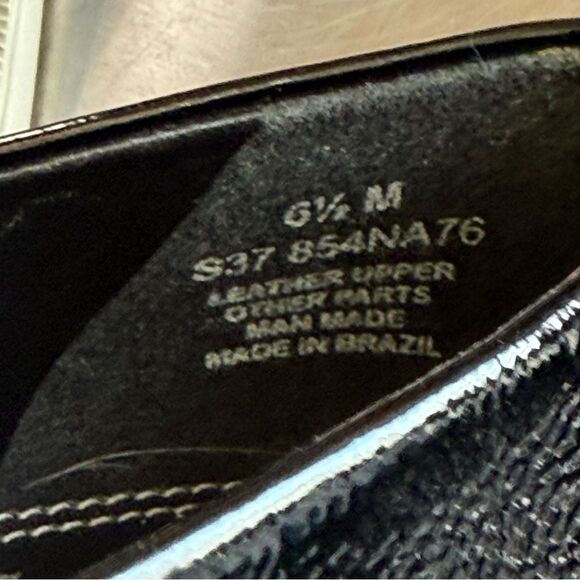 6½ M
S37 854NA76
LEATHER UPPER
OTHER PARTS
MAN MADE
MADE IN BRAZIL